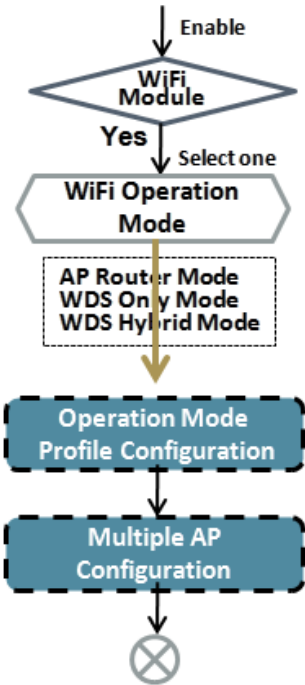 Enable
WiFi
Module
Yes
Select one
WiFi Operation
Mode
AP Router Mode
WDS Only Mode
WDS Hybrid Mode
Operation Mode
Profile Configuration
Multiple AP
Configuration